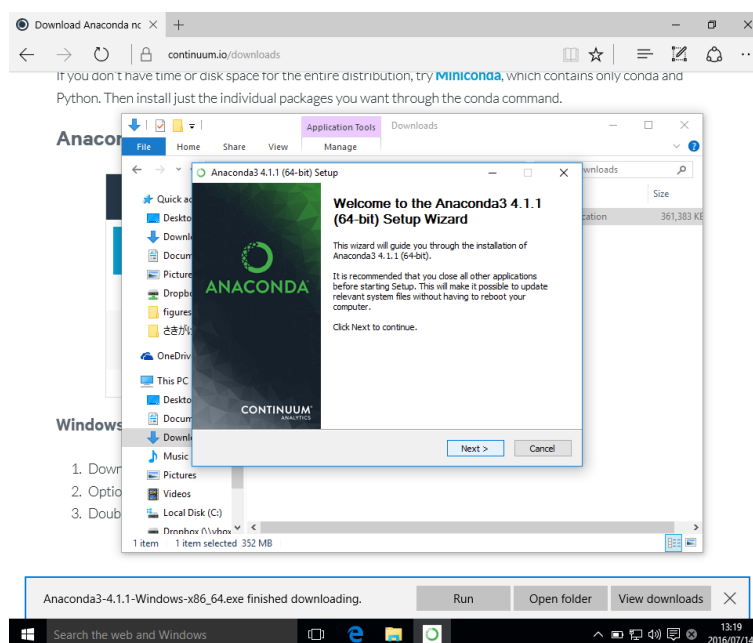 Download Anaconda nc
continuum.io/downloads
If you don't have time or disk space for the entire distribution, try Miniconda, which contains only conda and
Python. Then install just the individual packages you want through the conda command.
Anacon
Application Tools
Downloads
File
Home
Share
View
Manage
wnloads
Anaconda3 4.1.1 (64-bit) Setup
Quick ac
Deskto
Downl
Docum
Picture
Dropbo
figures
OneDriv
This PC
Deskto
Docum
Downl
Music
Pictures
Videos
Local Disk (C:)
Dropbox (\\vbox
Size
cation
361,383 KB
ANACONDA
CONTINUUM
ANALYTICS
Welcome to the Anaconda3 4.1.1
(64-bit) Setup Wizard
This wizard will guide you through the installation of
Anaconda3 4.1.1 (64-bit).
It is recommended that you close all other applications
before starting Setup. This will make it possible to update
relevant system files without having to reboot your
computer.
Click Next to continue.
Next >
Cancel
Windows
1. Down
2. Optio
3. Doub
1 item
1 item selected 352 MB
Anaconda3-4.1.1-Windows-x86_64.exe finished downloading.
Run
Open folder
View downloads
Search the web and Windows
13:19
2016/07/14